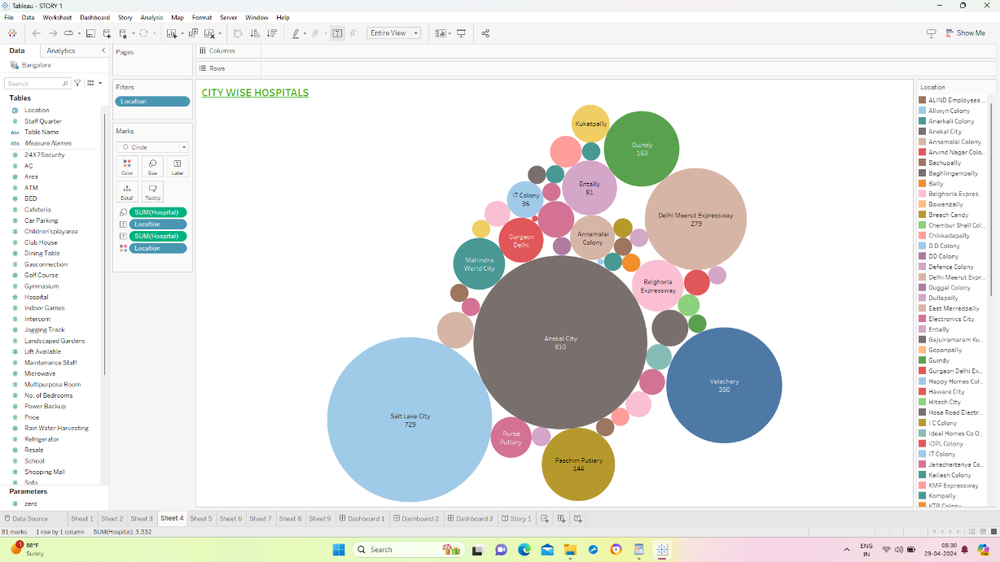 Tableau - STORY 1
File Data Worksheet Dashboard Story Analysis Map Format Server Window Help
Entire View
Show Me
Data Analytics
Bangalore
Search
Tables
Location
Staff Quarter
Abc Table Name
Abc Measure Names
24X7Security
AC
Area
ATM
BED
Cafeteria
Car Parking
Children'splayarea
Club House
Dining Table
Gasconnection
Golf Course
Gymnasium
Hospital
Indoor Games
Intercom
Jogging Track
Landscaped Gardens
Lift Available
Maintenance Staff
Microwave
Multipurpose Room
No. of Bedrooms
Power Backup
Price
Rain Water Harvesting
Refrigerator
Resale
School
Shopping Mall
Sofa
Parameters
zero
Pages
Filters
Location
Marks
Circle
Color Size Label
Detail Tooltip
SUM(Hospital)
Location
SUM(Hospital)
Location
Columns
Rows
CITY WISE HOSPITALS
Kukatpally
Guindy
153
Entally
81
IT Colony
36
Delhi Meerut Expressway
279
Gurgaon
Delhi
Annamalai
Colony
Mahindra
World City
Belghoria
Expressway
Anekal City
810
Velachery
360
Salt Lake City
729
Purba
Putiary
Paschim Putiary
144
Location
ALIND Employees ..
Allwyn Colony
Anarkali Colony
Anekal City
Annamalai Colony
Arvind Nagar Colo..
Bachupally
Baghlingampally
Bally
Belghoria Expres..
Bowenpally
Breach Candy
Chembur Shell Col..
Chikkadapally
DD Colony
DD Colony
Defence Colony
Delhi Meerut Expr..
Duggal Colony
Dullapally
East Marredpally
Electronics City
Entally
Gajulramaram Ku..
Gopanpally
Guindy
Gurgaon Delhi Ex..
Happy Homes Col..
Haware City
Hitech City
Hosa Road Electr..
I C Colony
Ideal Homes Co O..
IDPL Colony
IT Colony
Janachaitanya Co..
Kailash Colony
KMP Expressway
Kompally
KTR Colony
Data Source Sheet 1 Sheet 2 Sheet 3 Sheet 4 Sheet 5 Sheet 6 Sheet 7 Sheet 8 Sheet 9 Dashboard 1 Dashboard 2 Dashboard 3 Story 1
81 marks 1 row by 1 column SUM(Hospital): 3,332
1
88°F
Sunny
Search
ENG
IN
08:30
29-04-2024